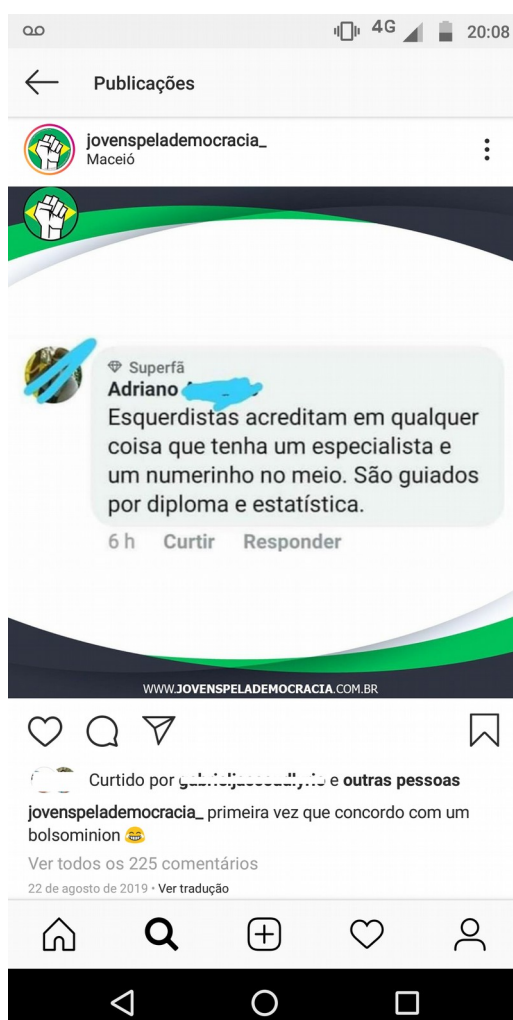 4G 20:08
Publicações
jovenspelademocracia_
Maceió
Superfã
Adriano
Esquerdistas acreditam em qualquer
coisa que tenha um especialista e
um numerinho no meio. São guiados
por diploma e estatística.
6 h Curtir Responder
WWW.JOVENSPELADEMOCRACIA.COM.BR
Curtido por e outras pessoas
jovenspelademocracia_ primeira vez que concordo com um
bolsominion 😂
Ver todos os 225 comentários
22 de agosto de 2019 • Ver tradução